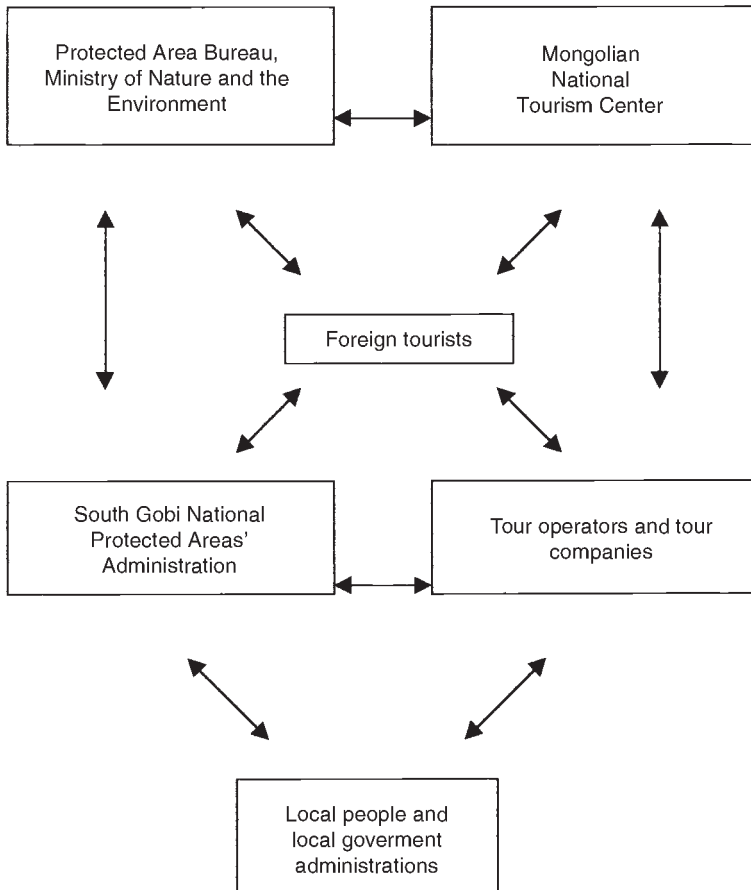 Protected Area Bureau,
Ministry of Nature and the
Environment
Mongolian
National
Tourism Center
Foreign tourists
South Gobi National
Protected Areas'
Administration
Tour operators and tour
companies
Local people and
local goverment
administrations